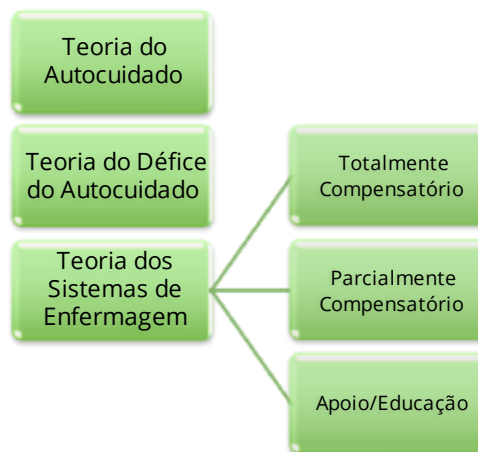 Teoria do
Autocuidado
Teoria do Défice
do Autocuidado
Teoria dos
Sistemas de
Enfermagem
Totalmente
Compensatório
Parcialmente
Compensatório
Apoio/Educação